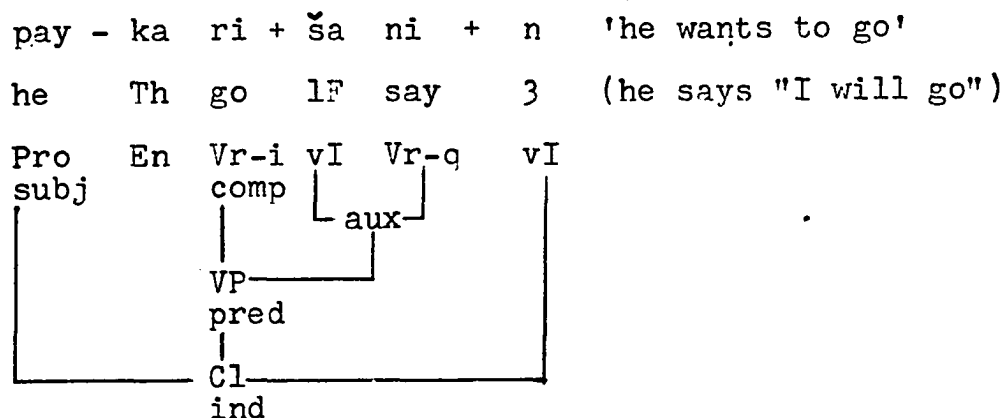 pay - ka ri + ša ni + n 'he wants to go'
he Th go 1F say 3 (he says "I will go")
Pro En Vr-i vI Vr-q vI
subj comp
aux
VP
pred
Cl
ind